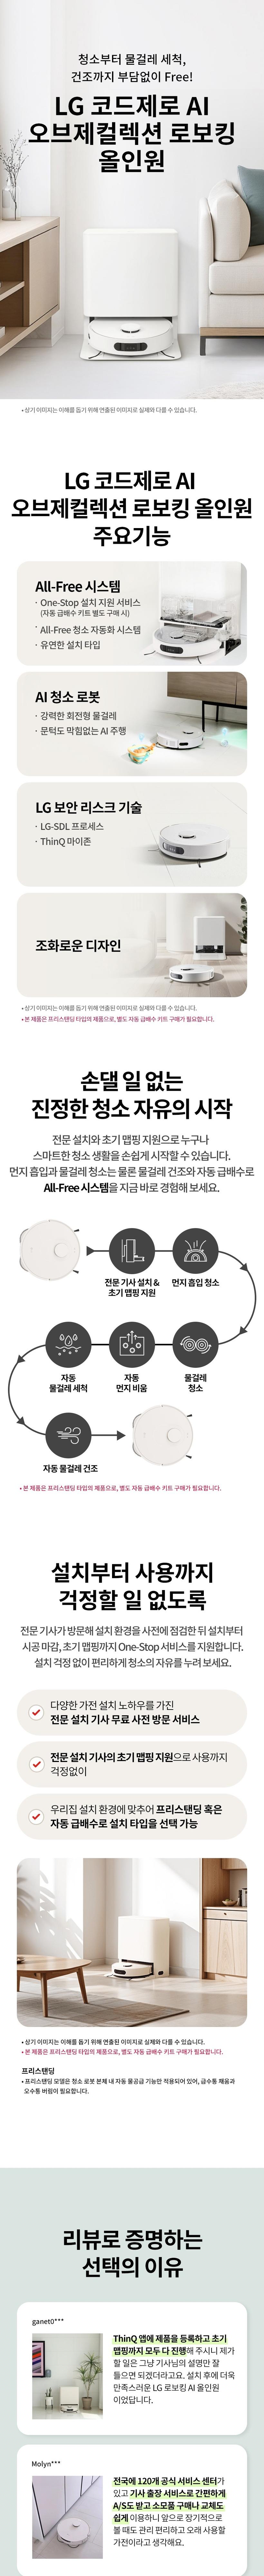 청소부터 물걸레 세척,
건조까지 부담없이 Free!
LG 코드제로 AI
오브제컬렉션 로보킹
올인원
• 상기 이미지는 이해를 돕기 위해 연출된 이미지로 실제와 다를 수 있습니다.
LG 코드제로 AI
오브제컬렉션 로보킹 올인원
주요기능
All-Free 시스템
· One-Stop 설치 지원 서비스
(자동 급배수 키트 별도 구매 시)
· All-Free 청소 자동화 시스템
· 유연한 설치 타입
AI 청소 로봇
· 강력한 회전형 물걸레
· 문턱도 막힘없는 AI 주행
LG 보안 리스크 기술
· LG-SDL 프로세스
· ThinQ 마이존
조화로운 디자인
• 상기 이미지는 이해를 돕기 위해 연출된 이미지로 실제와 다를 수 있습니다.
• 본 제품은 프리스탠딩 타입의 제품으로, 별도 자동 급배수 키트 구매가 필요합니다.
손댈 일 없는
진정한 청소 자유의 시작
전문 설치와 초기 맵핑 지원으로 누구나
스마트한 청소 생활을 손쉽게 시작할 수 있습니다.
먼지 흡입과 물걸레 청소는 물론 물걸레 건조와 자동 급배수로
All-Free 시스템을 지금 바로 경험해 보세요.
전문 기사 설치 &
초기 맵핑 지원
먼지 흡입 청소
자동
물걸레 세척
자동
먼지 비움
물걸레
청소
자동 물걸레 건조
• 본 제품은 프리스탠딩 타입의 제품으로, 별도 자동 급배수 키트 구매가 필요합니다.
설치부터 사용까지
걱정할 일 없도록
전문 기사가 방문해 설치 환경을 사전에 점검한 뒤 설치부터
시공 마감, 초기 맵핑까지 One-Stop 서비스를 지원합니다.
설치 걱정 없이 편리하게 청소의 자유를 누려 보세요.
다양한 가전 설치 노하우를 가진
전문 설치 기사 무료 사전 방문 서비스
전문 설치 기사의 초기 맵핑 지원으로 사용까지
걱정없이
우리집 설치 환경에 맞추어 프리스탠딩 혹은
자동 급배수로 설치 타입을 선택 가능
• 상기 이미지는 이해를 돕기 위해 연출된 이미지로 실제와 다를 수 있습니다.
• 본 제품은 프리스탠딩 타입의 제품으로, 별도 자동 급배수 키트 구매가 필요합니다.
프리스탠딩
• 프리스탠딩 모델은 청소 로봇 본체 내 자동 물공급 기능만 적용되어 있어, 급수통 채움과
오수통 버림이 필요합니다.
리뷰로 증명하는
선택의 이유
ganet0***
ThinQ 앱에 제품을 등록하고 초기
맵핑까지 모두 다 진행해 주시니 제가
할 일은 그냥 기사님의 설명만 잘
들으면 되겠더라고요. 설치 후에 더욱
만족스러운 LG 로보킹 AI 올인원
이었답니다.
Molyn***
전국에 120개 공식 서비스 센터가
있고 기사 출장 서비스로 간편하게
A/S도 받고 소모품 구매나 교체도
쉽게 이용하니 앞으로 장기적으로
볼 때도 관리 편리하고 오래 사용할
가전이라고 생각해요.